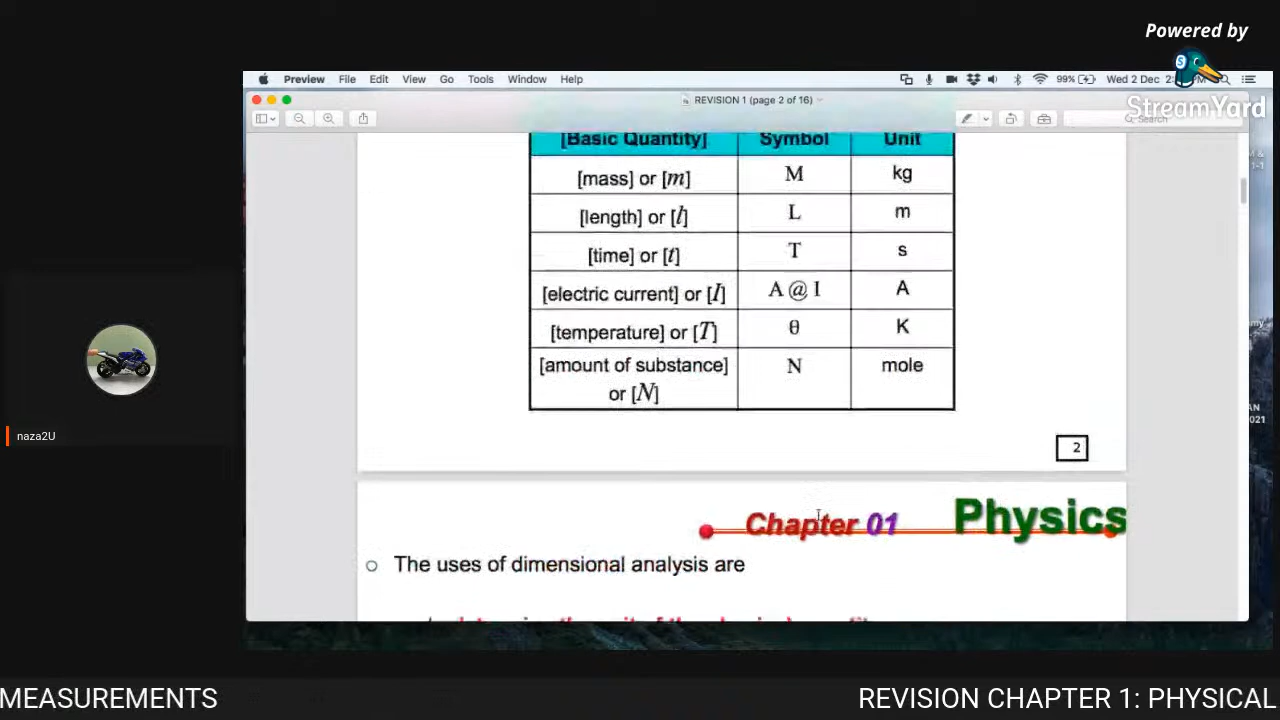 Powered by
StreamYard
Preview File Edit View Go Tools Window Help 99% Wed 2 Dec
REVISION 1 (page 2 of 16)
Search
[Basic Quantity] Symbol Unit
[mass] or [m] M kg
[length] or [l] L m
[time] or [t] T s
[electric current] or [I] A @ I A
[temperature] or [T] θ K
[amount of substance] N mole
or [N]
2
Chapter 01 Physics
The uses of dimensional analysis are
naza2U
MEASUREMENTS REVISION CHAPTER 1: PHYSICAL